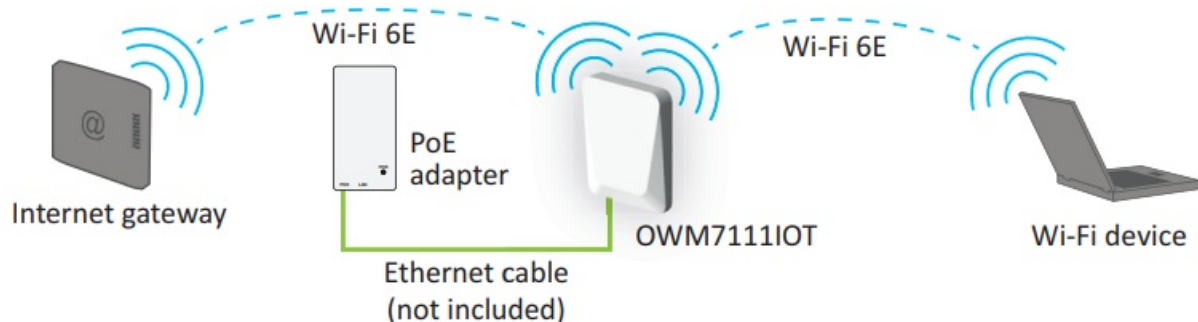 Wi-Fi 6E
Wi-Fi 6E
PoE
adapter
Internet gateway
OWM7111IOT
Wi-Fi device
Ethernet cable
(not included)
@